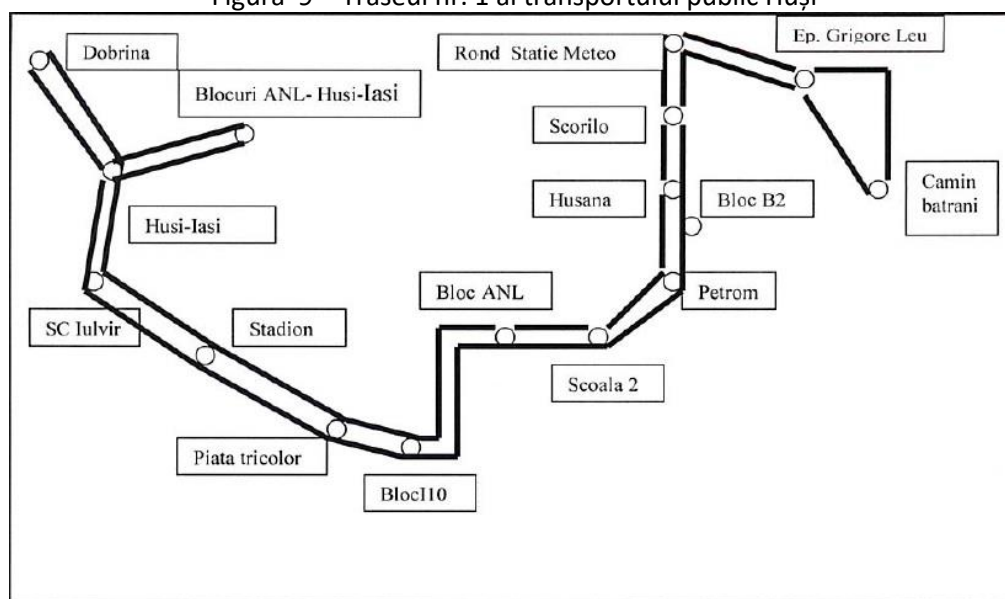 Figura 9 – Traseul nr. 1 al transportului public Huși
Dobrina
Blocuri ANL- Husi-Iasi
Husi-Iasi
SC Iulvir
Stadion
Piata tricolor
BlocI10
Bloc ANL
Scoala 2
Petrom
Bloc B2
Husana
Scorilo
Rond Statie Meteo
Ep. Grigore Leu
Camin
batrani